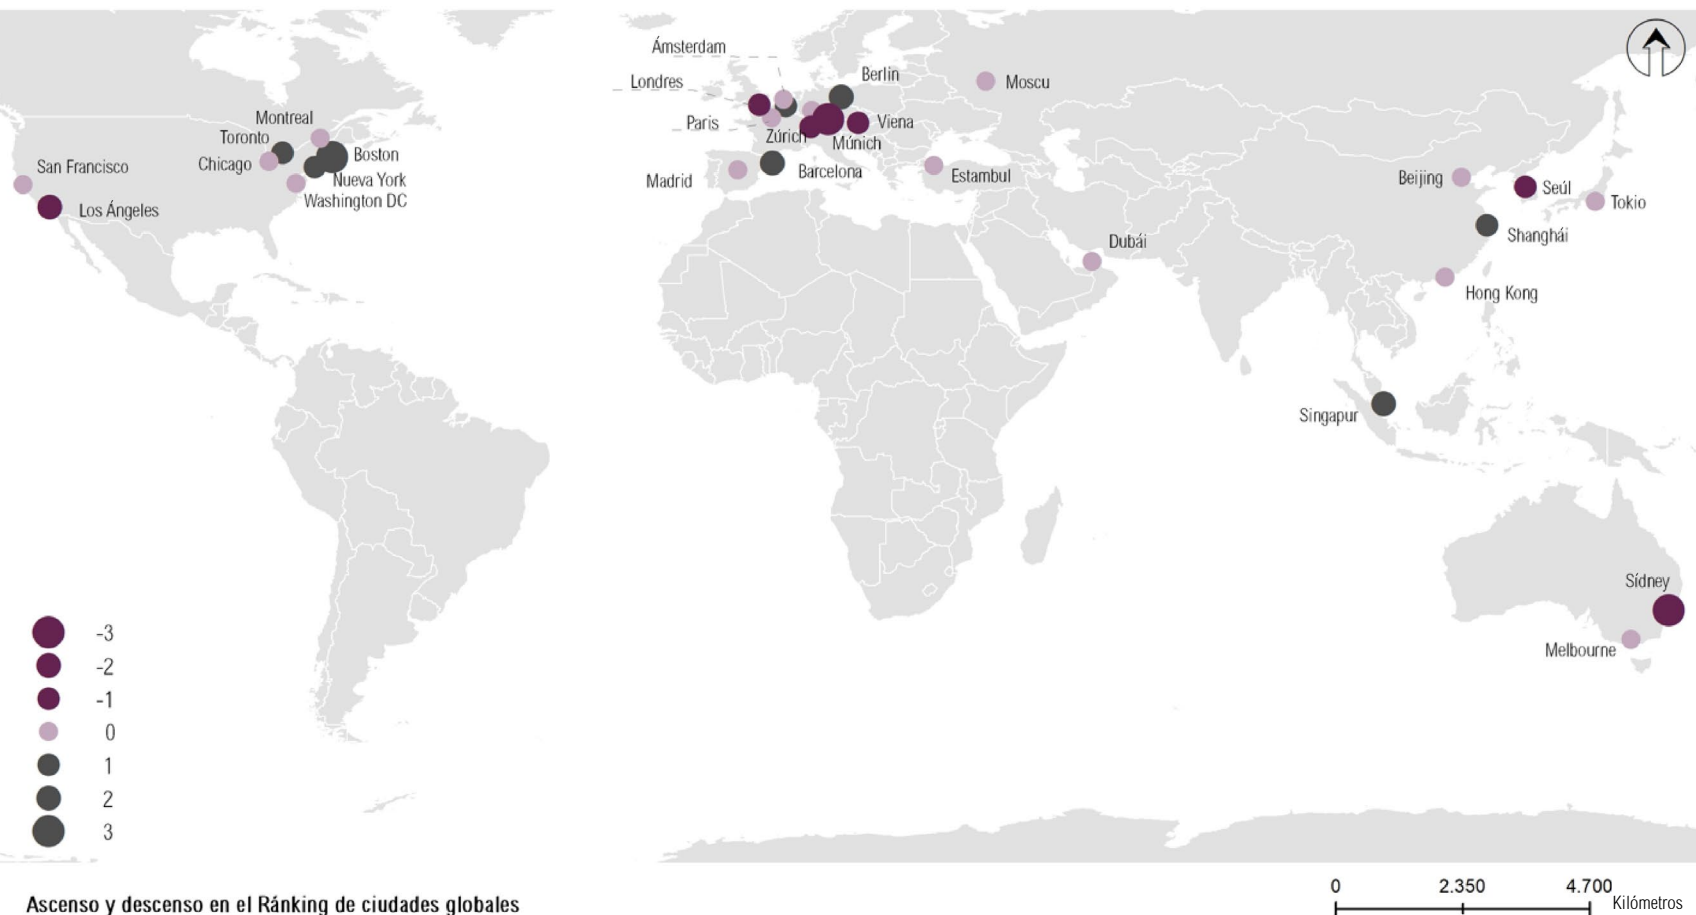 Ámsterdam
Londres
Berlin
Moscu
Paris
Zúrich
Múnich
Viena
Madrid
Barcelona
Estambul
Montreal
Toronto
Chicago
Boston
Nueva York
Washington DC
San Francisco
Los Ángeles
Beijing
Seúl
Tokio
Shanghái
Dubái
Hong Kong
Singapur
Sídney
Melbourne
-3
-2
-1
0
1
2
3
Ascenso y descenso en el Ránking de ciudades globales
0 2.350 4.700
Kilómetros